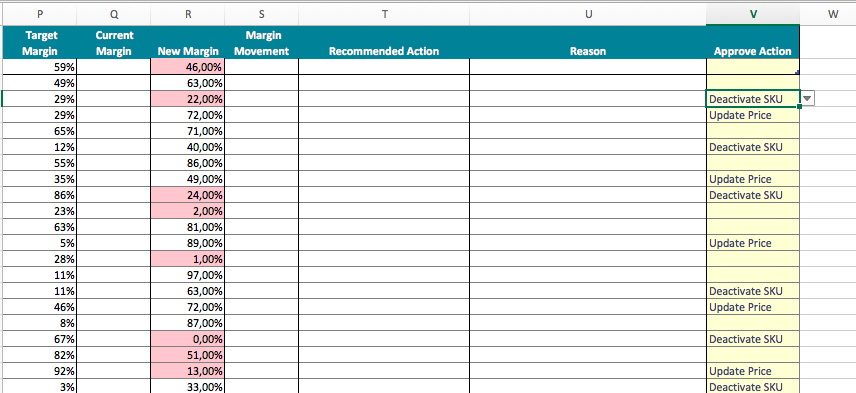 P Q R S T U V W
Target Current Margin
Margin Margin New Margin Movement Recommended Action Reason Approve Action
59% 46,00%
49% 63,00%
29% 22,00% Deactivate SKU
29% 72,00% Update Price
65% 71,00%
12% 40,00% Deactivate SKU
55% 86,00%
35% 49,00% Update Price
86% 24,00% Deactivate SKU
23% 2,00%
63% 81,00%
5% 89,00% Update Price
28% 1,00%
11% 97,00%
11% 63,00% Deactivate SKU
46% 72,00% Update Price
8% 87,00%
67% 0,00% Deactivate SKU
82% 51,00%
92% 13,00% Update Price
3% 33,00% Deactivate SKU